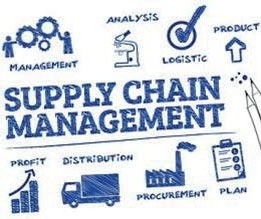 ANALYSIS
PRODUCT
MANAGEMENT
LOGISTIC
SUPPLY CHAIN
MANAGEMENT
PROFIT
DISTRIBUTION
PROCUREMENT
PLAN